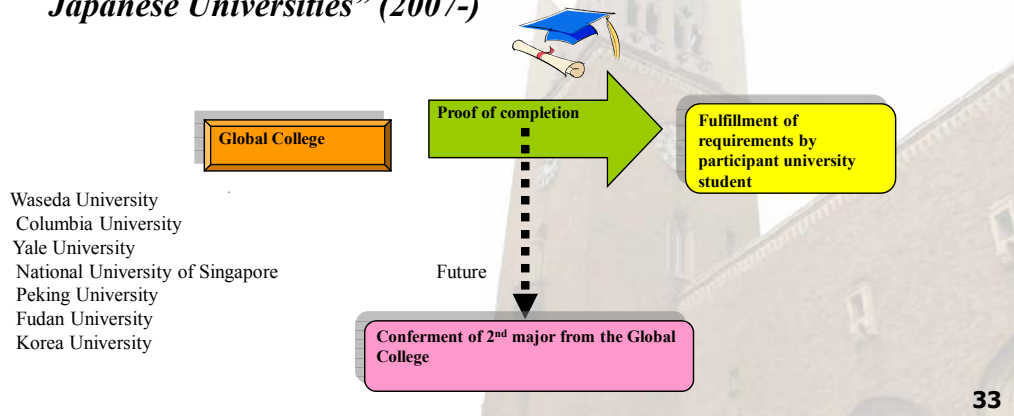 Japanese Universities” (2007-)
Proof of completion
Global College
Fulfillment of
requirements by
participant university
student
Waseda University
Columbia University
Yale University
National University of Singapore
Peking University
Fudan University
Korea University
Future
Conferment of 2nd major from the Global
College
33